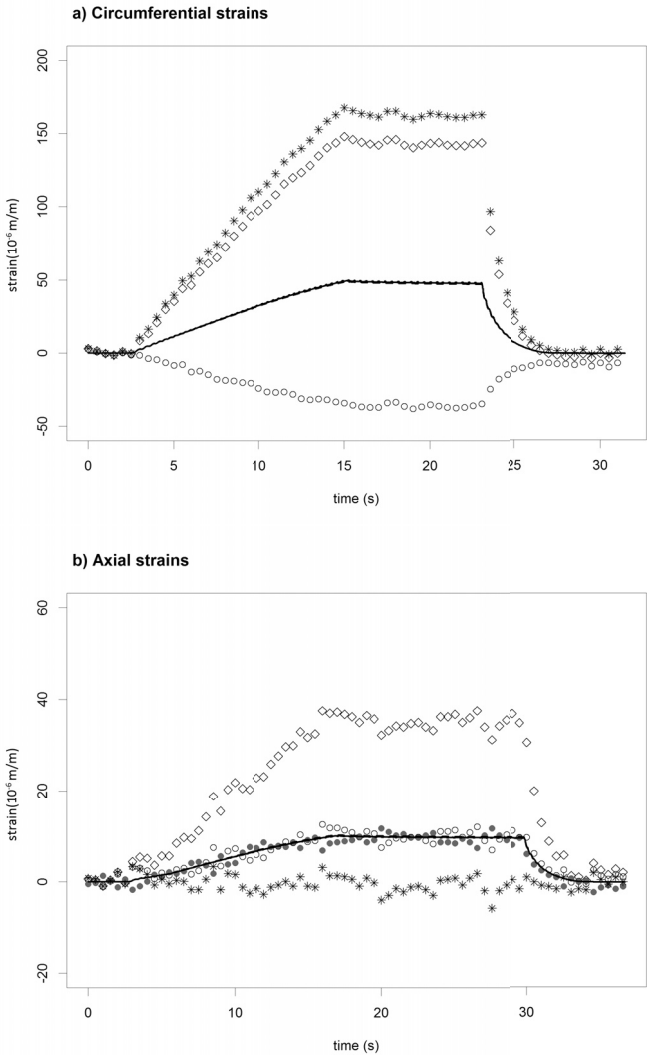 a) Circumferential strains
200
150
100
50
0
-50
strain(10⁻⁶ m/m)
0 5 10 15 20 25 30
time (s)
b) Axial strains
60
40
20
0
-20
strain(10⁻⁶ m/m)
0 10 20 30
time (s)